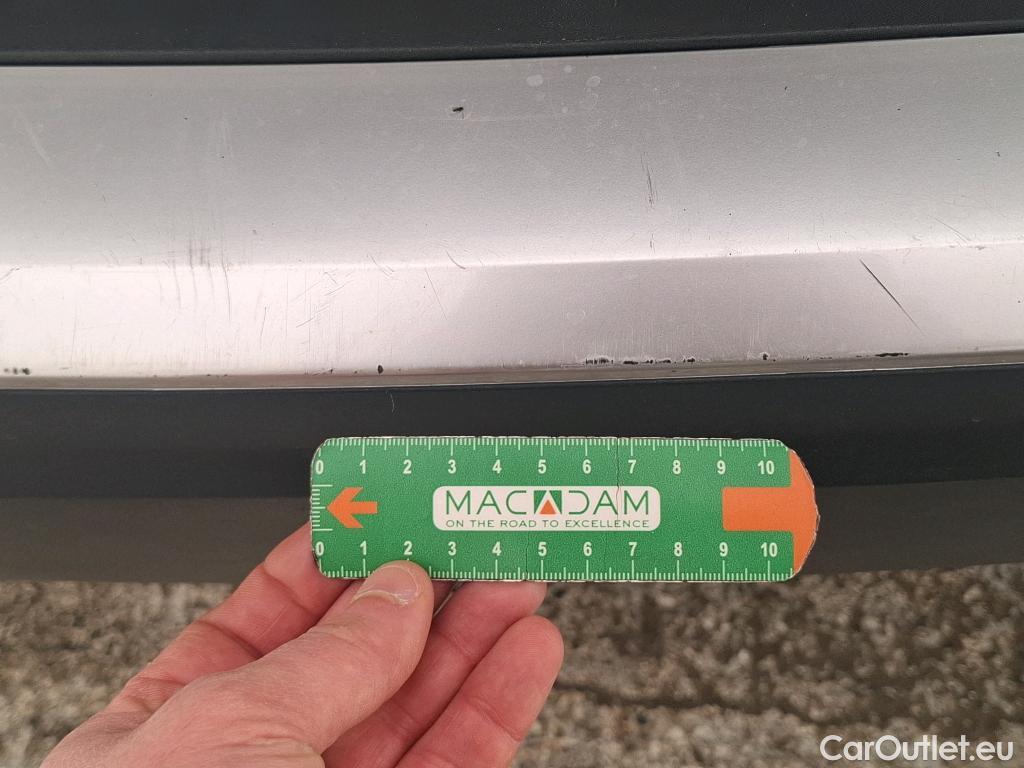 0 1 2 3 4 5 6 7 8 9 10
MACADAM
ON THE ROAD TO EXCELLENCE
0 1 2 3 4 5 6 7 8 9 10
CarOutlet.eu